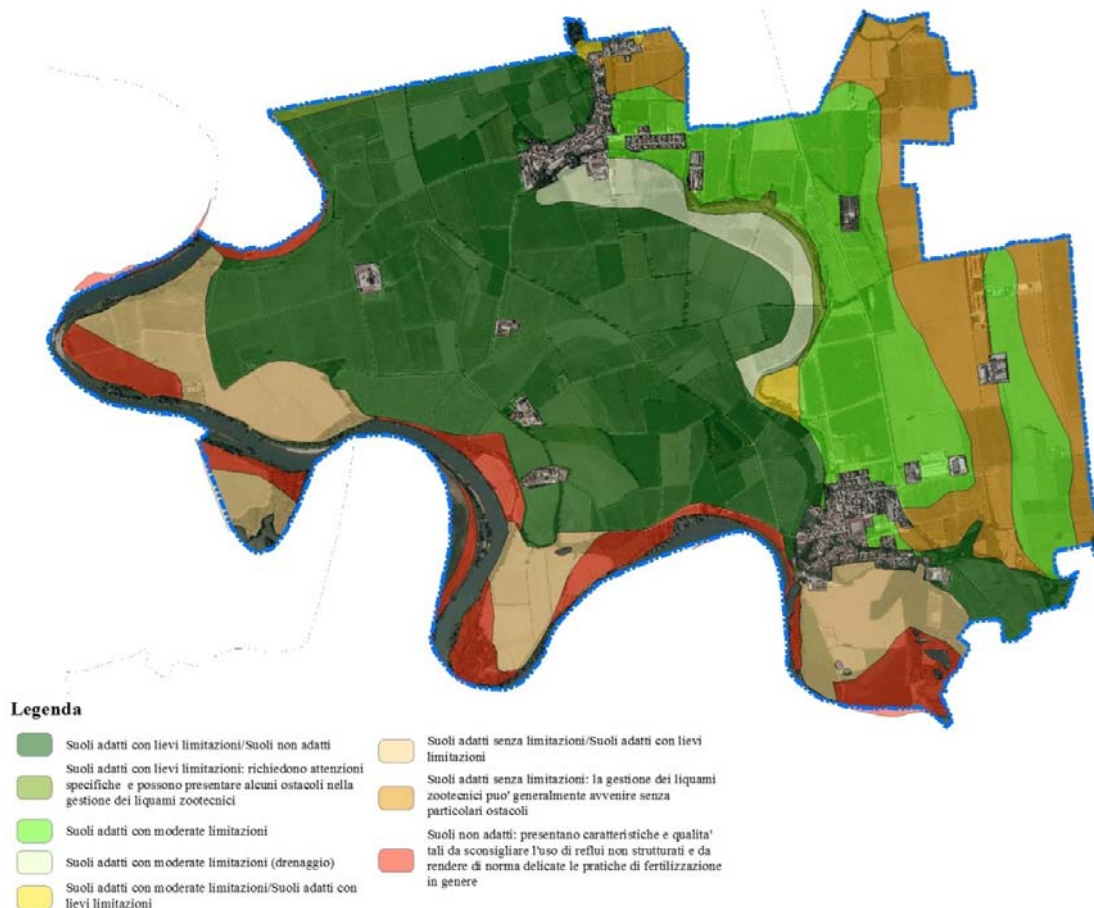 Legenda
Suoli adatti con lievi limitazioni/Suoli non adatti
Suoli adatti con lievi limitazioni: richiedono attenzioni
specifiche e possono presentare alcuni ostacoli nella
gestione dei liquami zootecnici
Suoli adatti con moderate limitazioni
Suoli adatti con moderate limitazioni (drenaggio)
Suoli adatti con moderate limitazioni/Suoli adatti con
lievi limitazioni
Suoli adatti senza limitazioni/Suoli adatti con lievi
limitazioni
Suoli adatti senza limitazioni: la gestione dei liquami
zootecnici puo' generalmente avvenire senza
particolari ostacoli
Suoli non adatti: presentano caratteristiche e qualita'
tali da sconsigliare l'uso di reflui non strutturati e da
rendere di norma delicate le pratiche di fertilizzazione
in genere